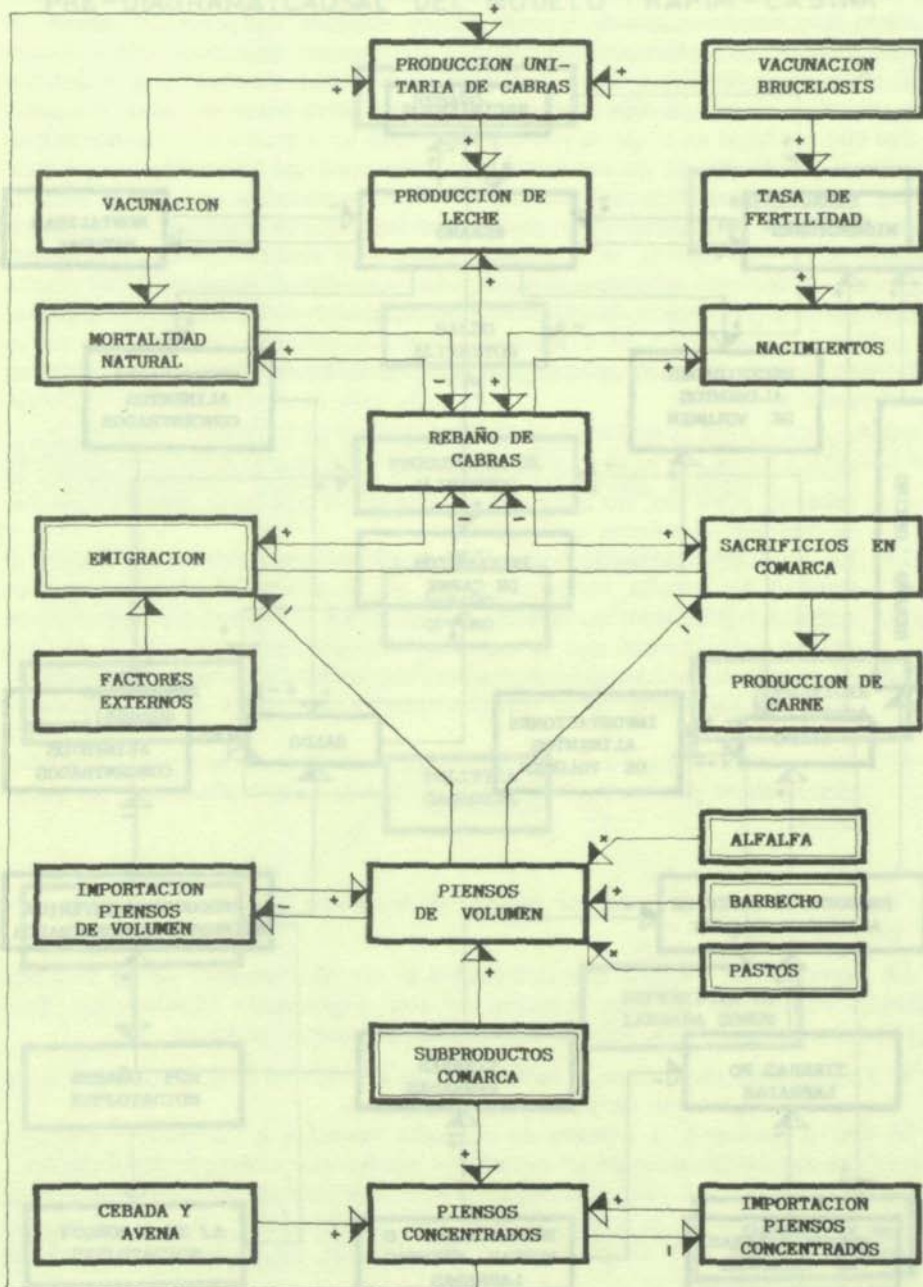 PRODUCCION UNI-
TARIA DE CABRAS
VACUNACION
BRUCELOSIS
VACUNACION
PRODUCCION DE
LECHE
TASA DE
FERTILIDAD
MORTALIDAD
NATURAL
NACIMIENTOS
REBAÑO DE
CABRAS
EMIGRACION
SACRIFICIOS EN
COMARCA
FACTORES
EXTERNOS
PRODUCCION DE
CARNE
ALFALFA
IMPORTACION
PIENSOS
DE VOLUMEN
PIENSOS
DE VOLUMEN
BARBECHO
PASTOS
SUBPRODUCTOS
COMARCA
CEBADA Y
AVENA
PIENSOS
CONCENTRADOS
IMPORTACION
PIENSOS
CONCENTRADOS